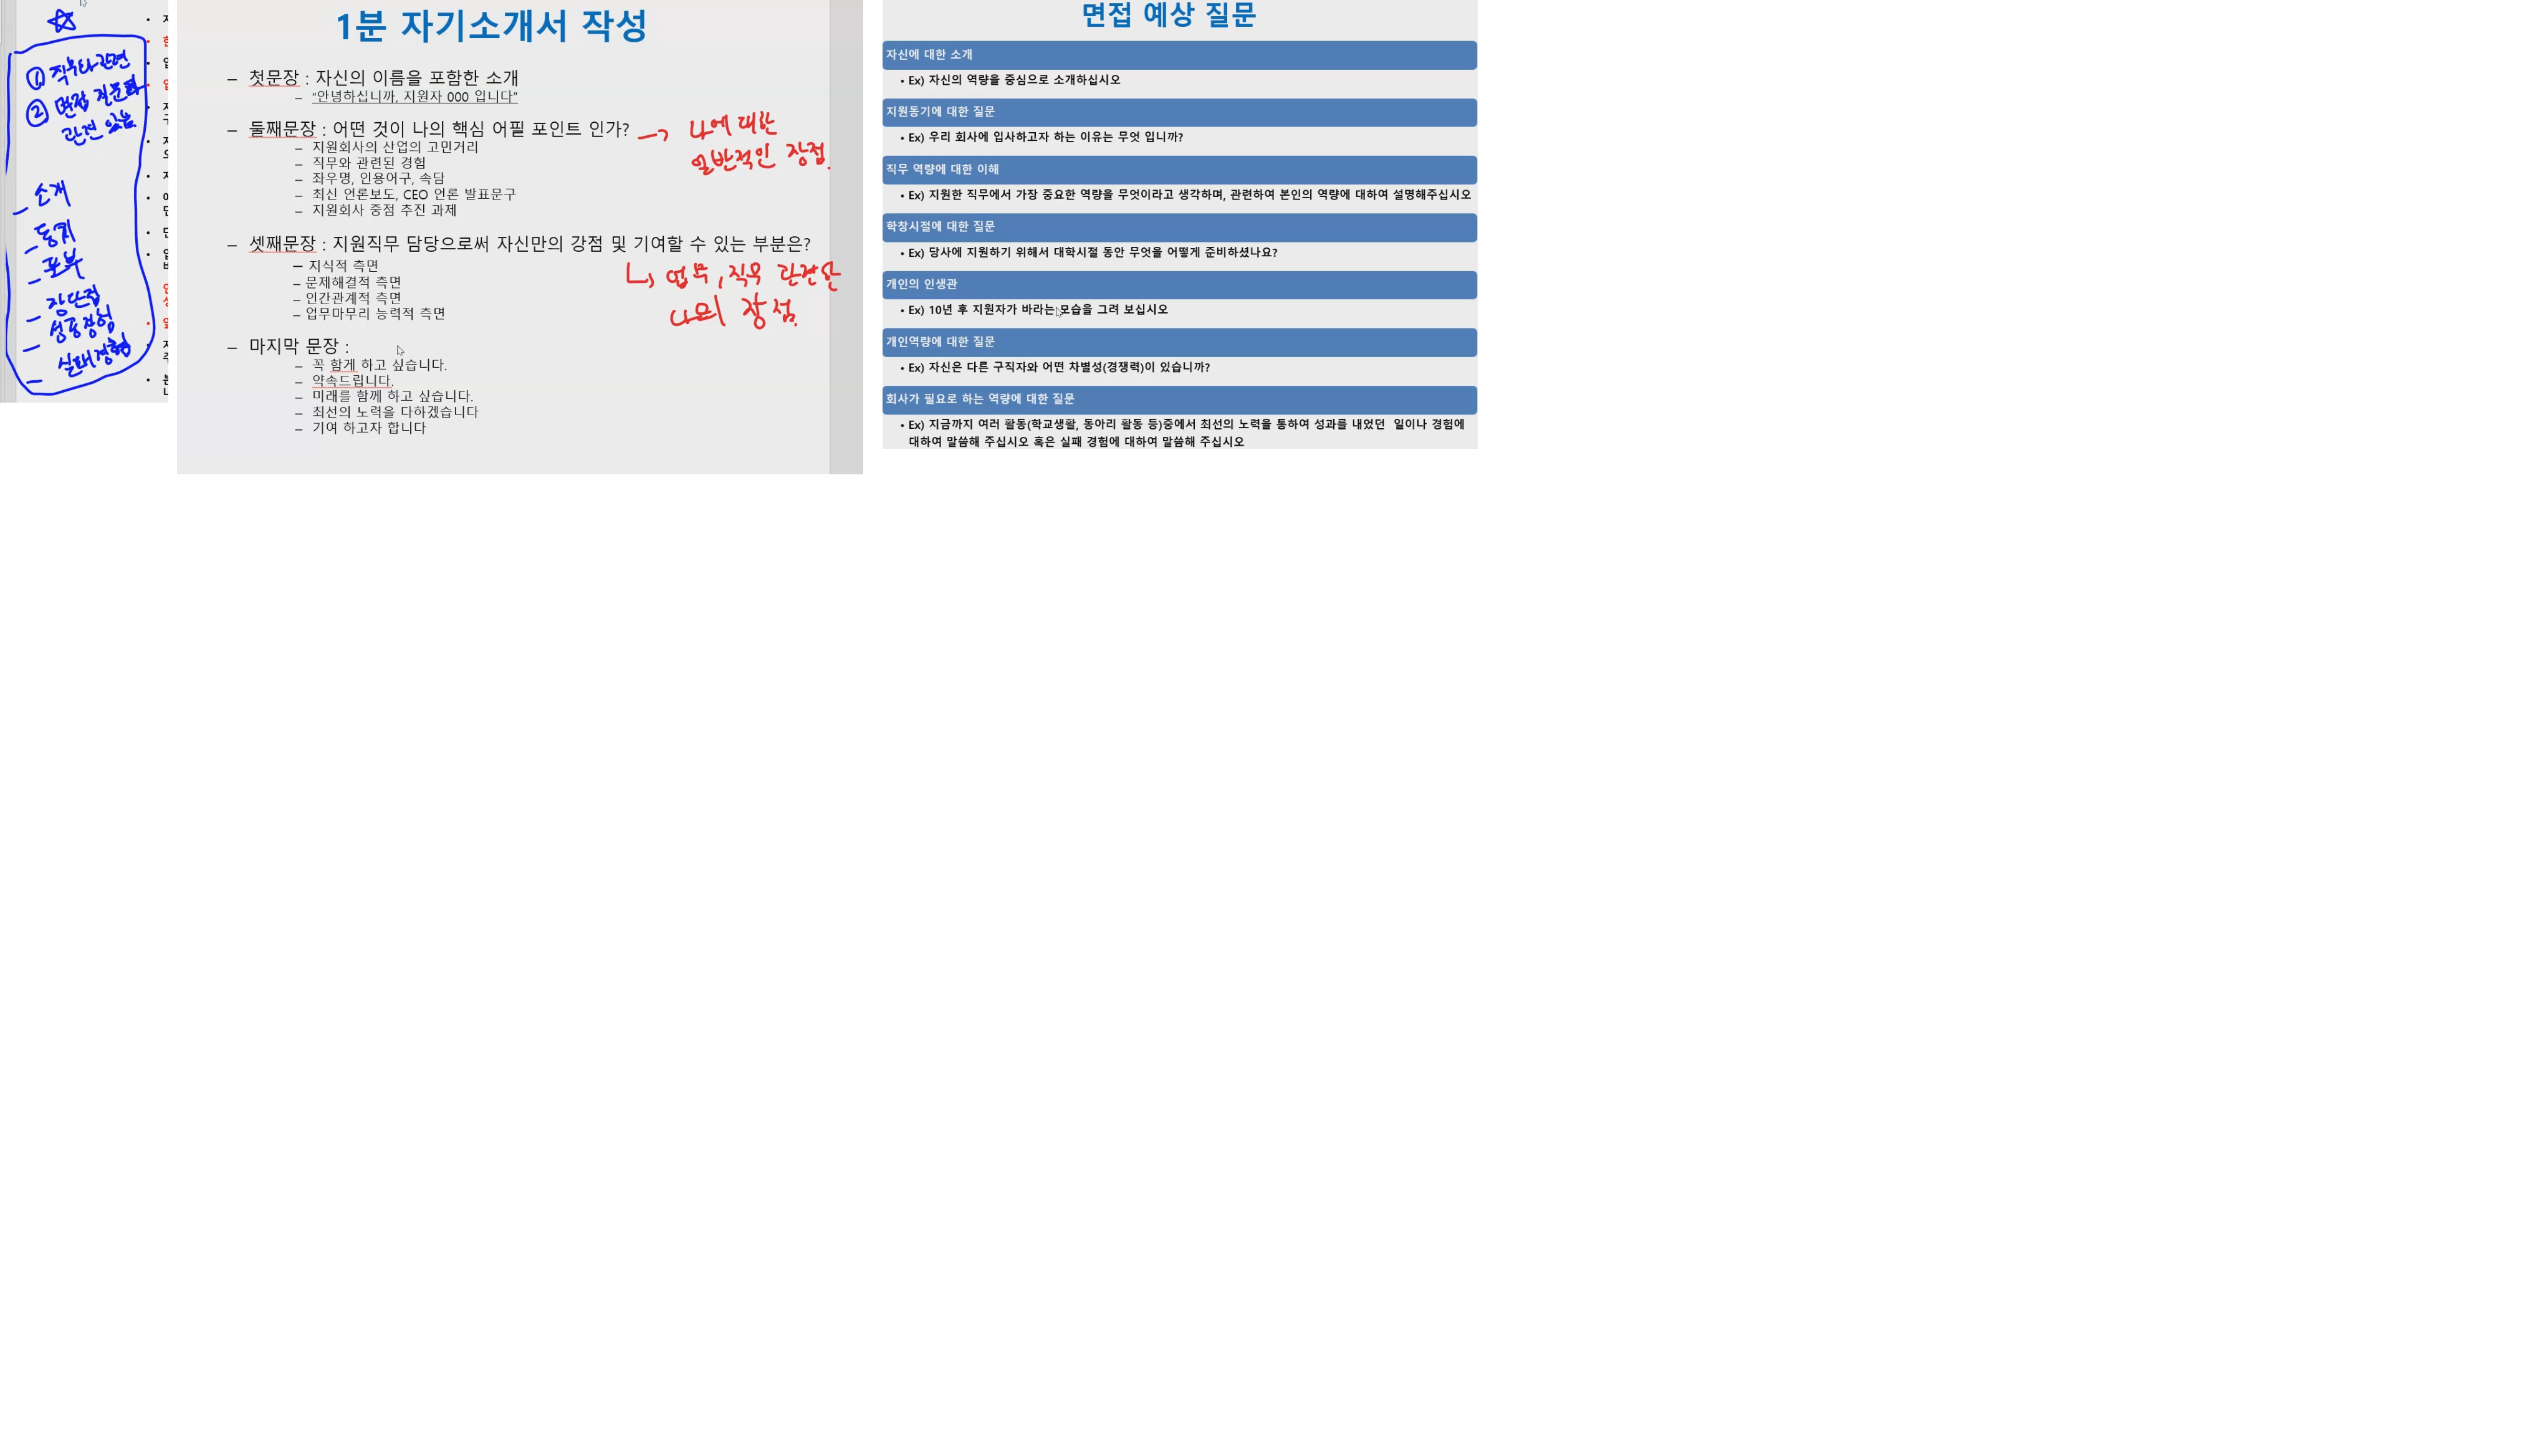 ① 직무와 관련
② 면접 질문과
관련 있음
- 소개
- 동기
- 포부
- 장단점
- 성공경험
- 실패경험
1분 자기소개서 작성
– 첫문장 : 자신의 이름을 포함한 소개
– “안녕하십니까, 지원자 000 입니다”
– 둘째문장 : 어떤 것이 나의 핵심 어필 포인트 인가?
→ 나에 대한
일반적인 장점.
– 지원회사의 산업의 고민거리
– 직무와 관련된 경험
– 좌우명, 인용어구, 속담
– 최신 언론보도, CEO 언론 발표문구
– 지원회사 중점 추진 과제
– 셋째문장 : 지원직무 담당으로써 자신만의 강점 및 기여할 수 있는 부분은?
– 지식적 측면
– 문제해결적 측면
– 인간관계적 측면
– 업무마무리 능력적 측면
↳ 업무, 직무 관련한
나의 장점.
– 마지막 문장 :
– 꼭 함게 하고 싶습니다.
– 약속드립니다.
– 미래를 함께 하고 싶습니다.
– 최선의 노력을 다하겠습니다
– 기여 하고자 합니다
면접 예상 질문
자신에 대한 소개
• Ex) 자신의 역량을 중심으로 소개하십시오
지원동기에 대한 질문
• Ex) 우리 회사에 입사하고자 하는 이유는 무엇 입니까?
직무 역량에 대한 이해
• Ex) 지원한 직무에서 가장 중요한 역량을 무엇이라고 생각하며, 관련하여 본인의 역량에 대하여 설명해주십시오
학창시절에 대한 질문
• Ex) 당사에 지원하기 위해서 대학시절 동안 무엇을 어떻게 준비하셨나요?
개인의 인생관
• Ex) 10년 후 지원자가 바라는 모습을 그려 보십시오
개인역량에 대한 질문
• Ex) 자신은 다른 구직자와 어떤 차별성(경쟁력)이 있습니까?
회사가 필요로 하는 역량에 대한 질문
• Ex) 지금까지 여러 활동(학교생활, 동아리 활동 등)중에서 최선의 노력을 통하여 성과를 내었던 일이나 경험에
대하여 말씀해 주십시오 혹은 실패 경험에 대하여 말씀해 주십시오